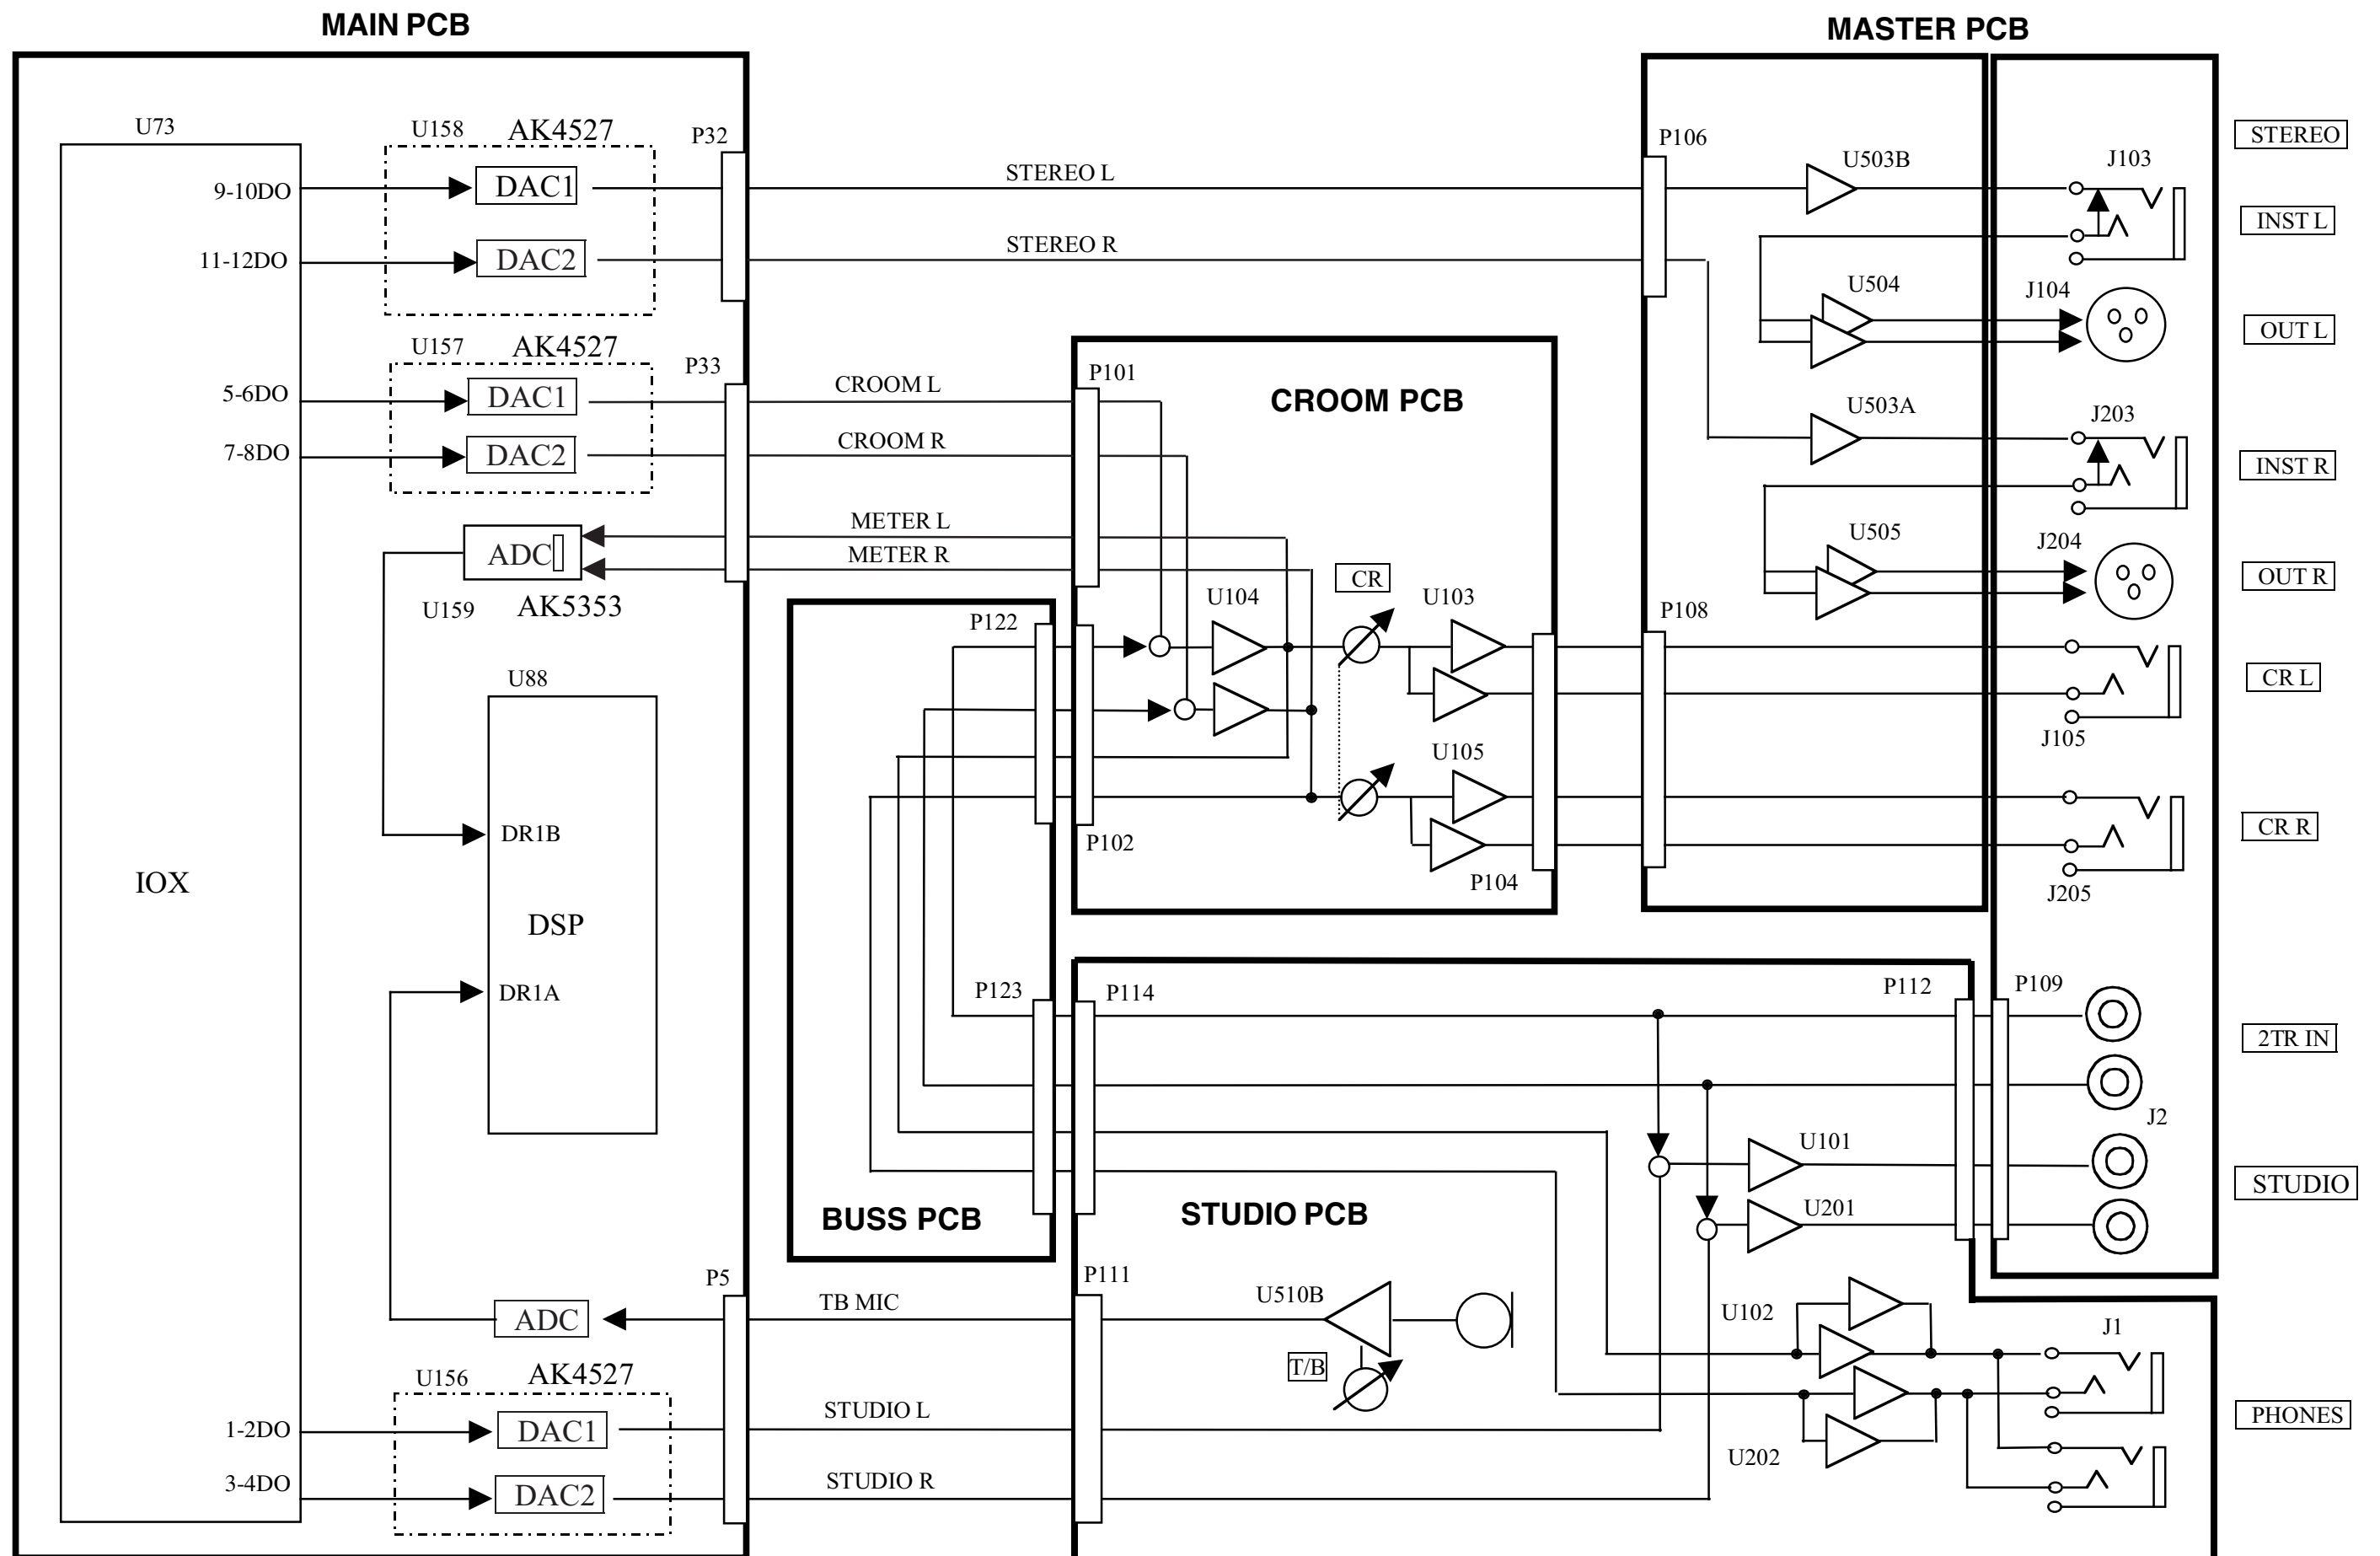 MAIN PCB
MASTER PCB
U73
U158
AK4527
P32
P106
U503B
J103
STEREO
9-10DO
DAC1
STEREO L
INST L
11-12DO
DAC2
STEREO R
U504
J104
OUT L
U157
AK4527
P33
P101
5-6DO
DAC1
CROOM L
CROOM PCB
U503A
J203
7-8DO
DAC2
CROOM R
INST R
METER L
ADC
METER R
U505
J204
OUT R
U159
AK5353
CR
U104
U103
P108
P122
U88
CR L
J105
U105
DR1B
P102
CR R
IOX
P104
J205
DSP
DR1A
P123
P114
P112
P109
2TR IN
J2
U101
STUDIO
U201
BUSS PCB
STUDIO PCB
P5
P111
ADC
TB MIC
U510B
U102
J1
T/B
U156
AK4527
1-2DO
DAC1
STUDIO L
PHONES
U202
3-4DO
DAC2
STUDIO R